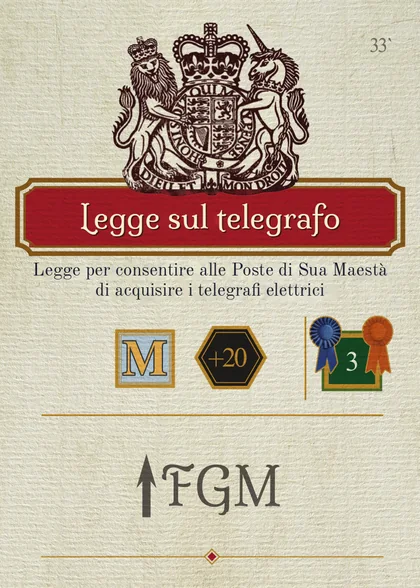 33`
DIEU ET MON DROIT
Legge sul telegrafo
Legge per consentire alle Poste di Sua Maestà
di acquisire i telegrafi elettrici
M +20 3
FGM